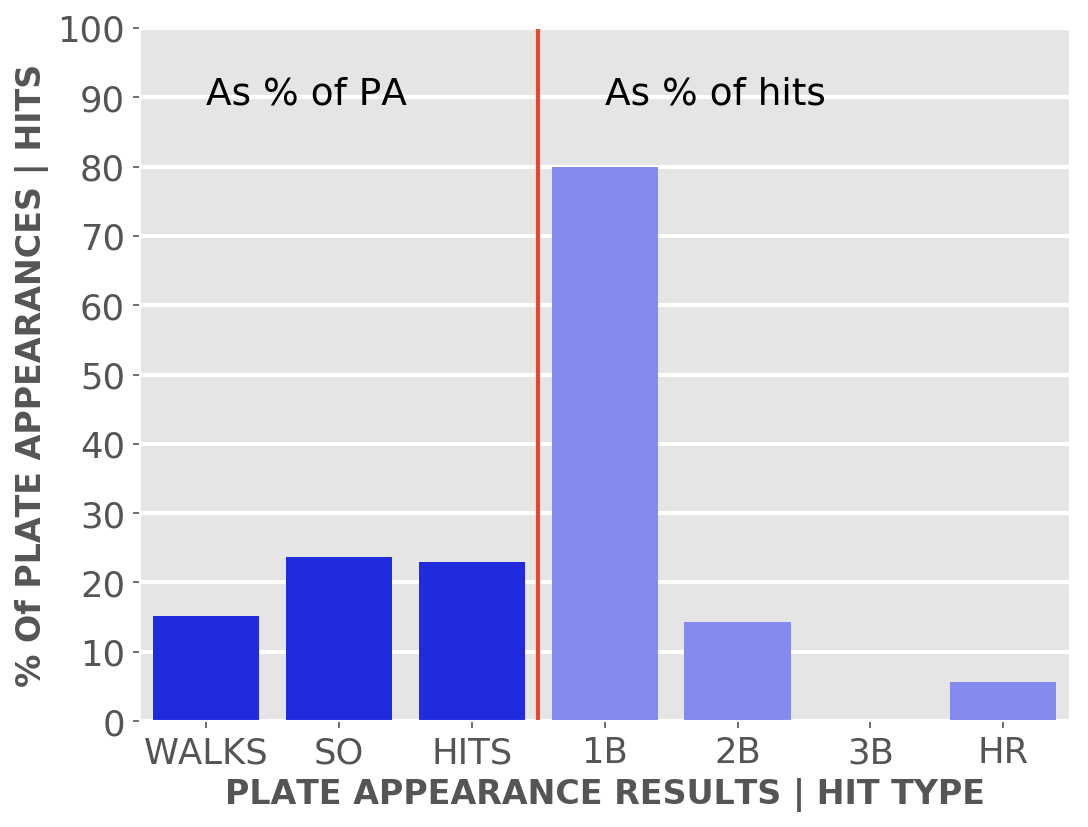 % Of PLATE APPEARANCES | HITS
100
90
80
70
60
50
40
30
20
10
0
As % of PA
As % of hits
WALKS SO HITS 1B 2B 3B HR
PLATE APPEARANCE RESULTS | HIT TYPE